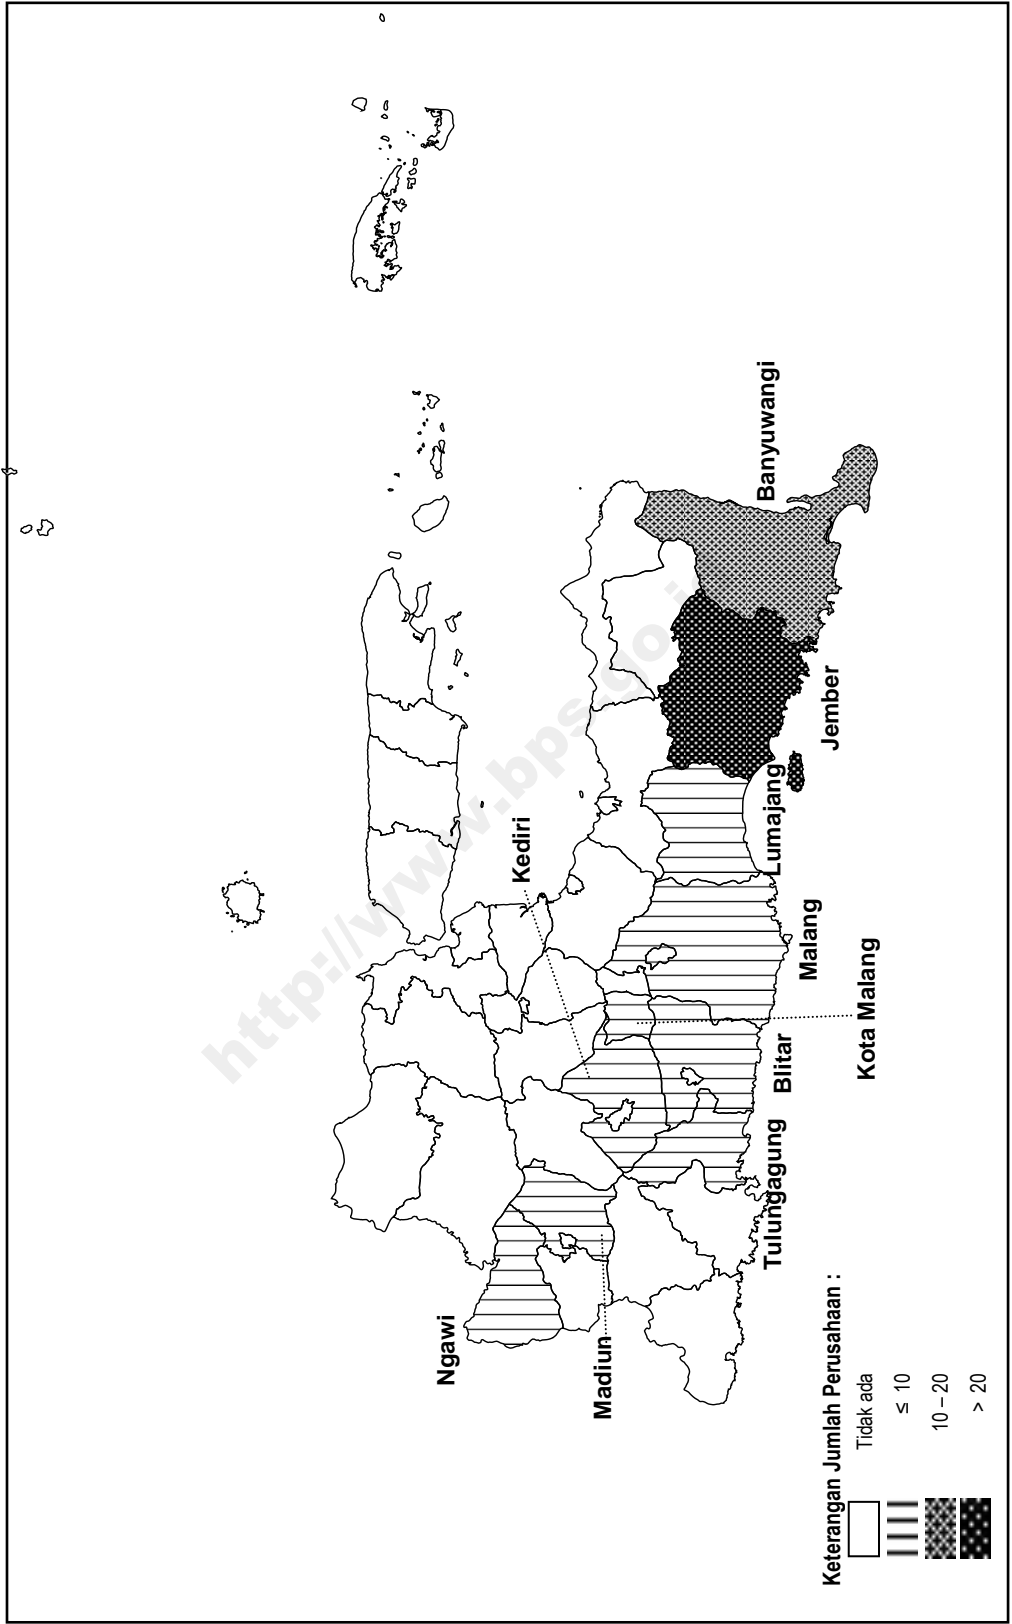 Ngawi
Madiun
Kediri
Tulungagung
Blitar
Kota Malang
Malang
Lumajang
Jember
Banyuwangi
Keterangan Jumlah Perusahaan :
Tidak ada
≤ 10
10 – 20
> 20
http://www.bps.go.i